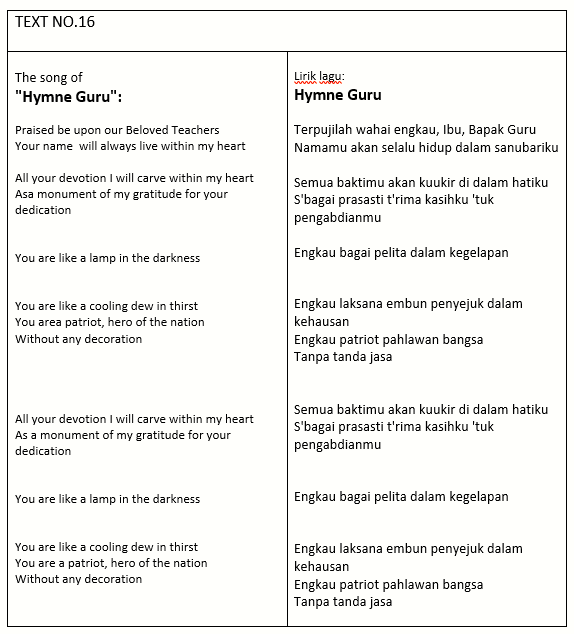 TEXT NO.16
The song of
"Hymne Guru":
Praised be upon our Beloved Teachers
Your name will always live within my heart
All your devotion I will carve within my heart
Asa monument of my gratitude for your
dedication
You are like a lamp in the darkness
You are like a cooling dew in thirst
You area patriot, hero of the nation
Without any decoration
All your devotion I will carve within my heart
As a monument of my gratitude for your
dedication
You are like a lamp in the darkness
You are like a cooling dew in thirst
You are a patriot, hero of the nation
Without any decoration
Lirik lagu:
Hymne Guru
Terpujilah wahai engkau, Ibu, Bapak Guru
Namamu akan selalu hidup dalam sanubariku
Semua baktimu akan kuukir di dalam hatiku
S'bagai prasasti t'rima kasihku 'tuk
pengabdianmu
Engkau bagai pelita dalam kegelapan
Engkau laksana embun penyejuk dalam
kehausan
Engkau patriot pahlawan bangsa
Tanpa tanda jasa
Semua baktimu akan kuukir di dalam hatiku
S'bagai prasasti t'rima kasihku 'tuk
pengabdianmu
Engkau bagai pelita dalam kegelapan
Engkau laksana embun penyejuk dalam
kehausan
Engkau patriot pahlawan bangsa
Tanpa tanda jasa